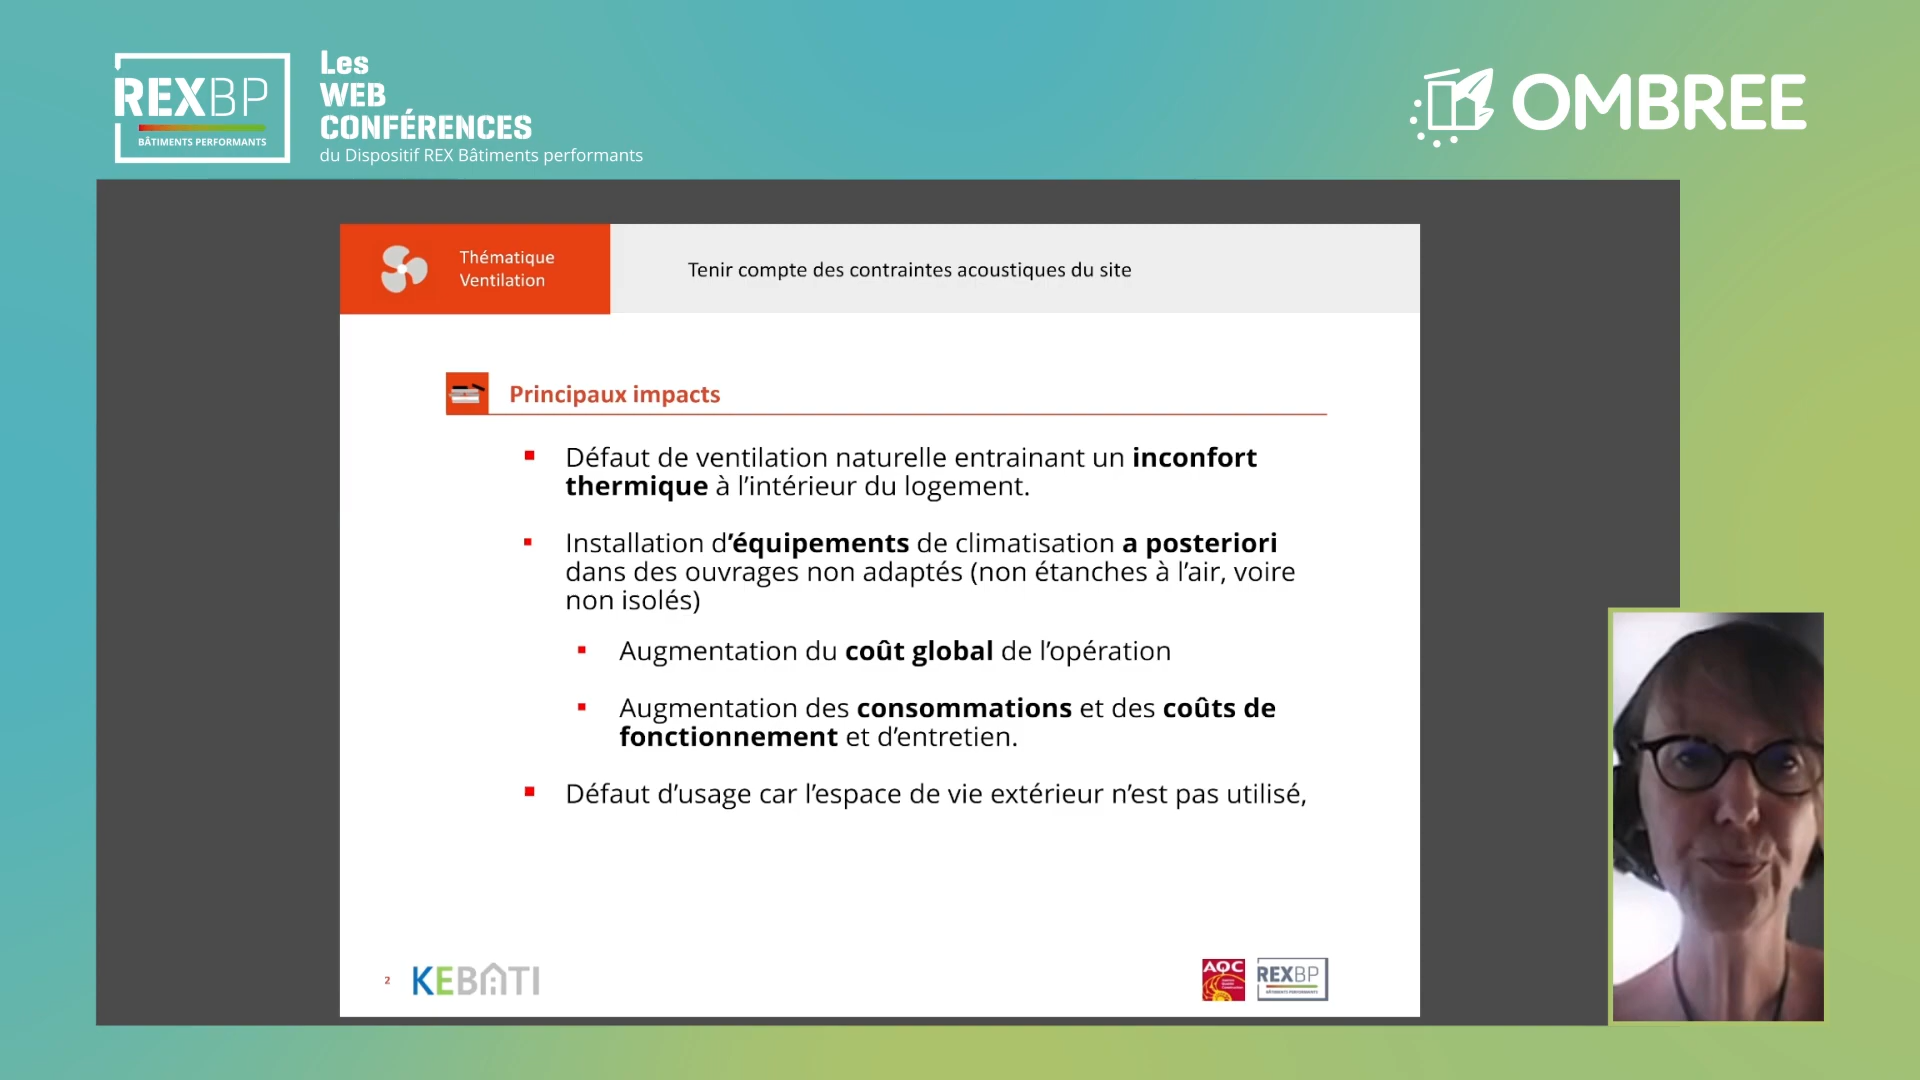 REXBP
BÂTIMENTS PERFORMANTS
Les
WEB
CONFÉRENCES
du Dispositif REX Bâtiments performants
OMBREE
Thématique
Ventilation
Tenir compte des contraintes acoustiques du site
Principaux impacts
Défaut de ventilation naturelle entrainant un inconfort
thermique à l’intérieur du logement.
Installation d’équipements de climatisation a posteriori
dans des ouvrages non adaptés (non étanches à l’air, voire
non isolés)
Augmentation du coût global de l’opération
Augmentation des consommations et des coûts de
fonctionnement et d’entretien.
Défaut d’usage car l’espace de vie extérieur n’est pas utilisé,
2
KEBÂTI
AQC
REXBP
BÂTIMENTS PERFORMANTS